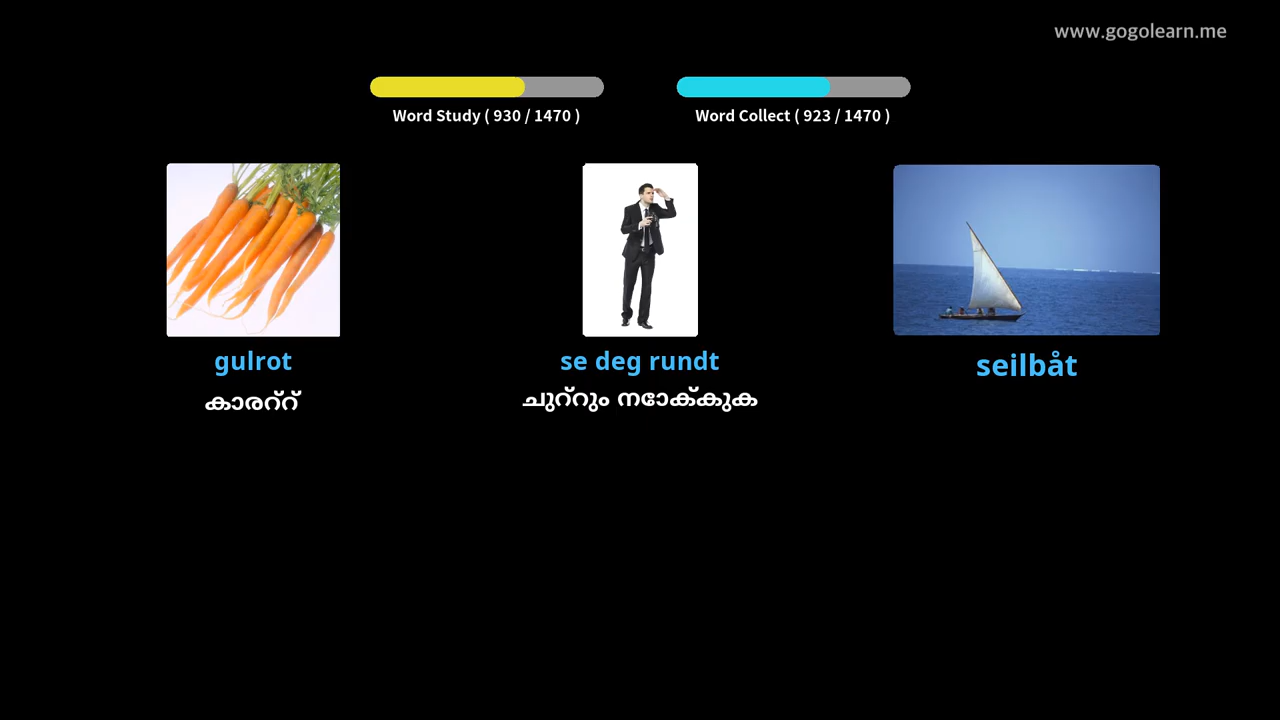 www.gogolearn.me
Word Study ( 930 / 1470 )
Word Collect ( 923 / 1470 )
gulrot
se deg rundt
seilbåt
കാരറ്റ്
ചുറ്റും നോക്കുക